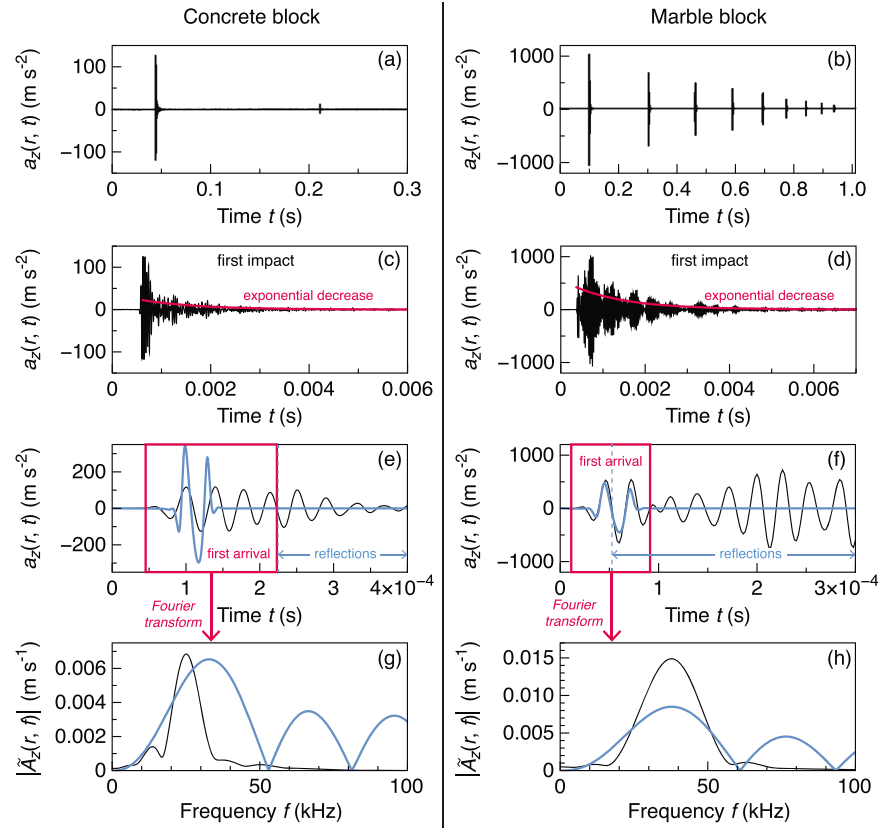 Concrete block
Marble block
(a)
100
0
−100
a_z(r, t) (m s⁻²)
0 0.1 0.2 0.3
Time t (s)
(b)
1000
0
−1000
a_z(r, t) (m s⁻²)
0 0.2 0.4 0.6 0.8 1.0
Time t (s)
(c)
first impact
exponential decrease
100
0
−100
a_z(r, t) (m s⁻²)
0 0.002 0.004 0.006
Time t (s)
(d)
first impact
exponential decrease
1000
0
−1000
a_z(r, t) (m s⁻²)
0 0.002 0.004 0.006
Time t (s)
(e)
200
0
−200
a_z(r, t) (m s⁻²)
first arrival
reflections
0 1 2 4×10⁻⁴
Time t (s)
Fourier
transform
(f)
first arrival
1000
0
−1000
a_z(r, t) (m s⁻²)
reflections
0 1 2 3×10⁻⁴
Time t (s)
Fourier
transform
(g)
0.006
0.004
0.002
0
|Ã_z(r, f)| (m s⁻¹)
0 50 100
Frequency f (kHz)
(h)
0.015
0.010
0.005
0
|Ã_z(r, f)| (m s⁻¹)
0 50 100
Frequency f (kHz)